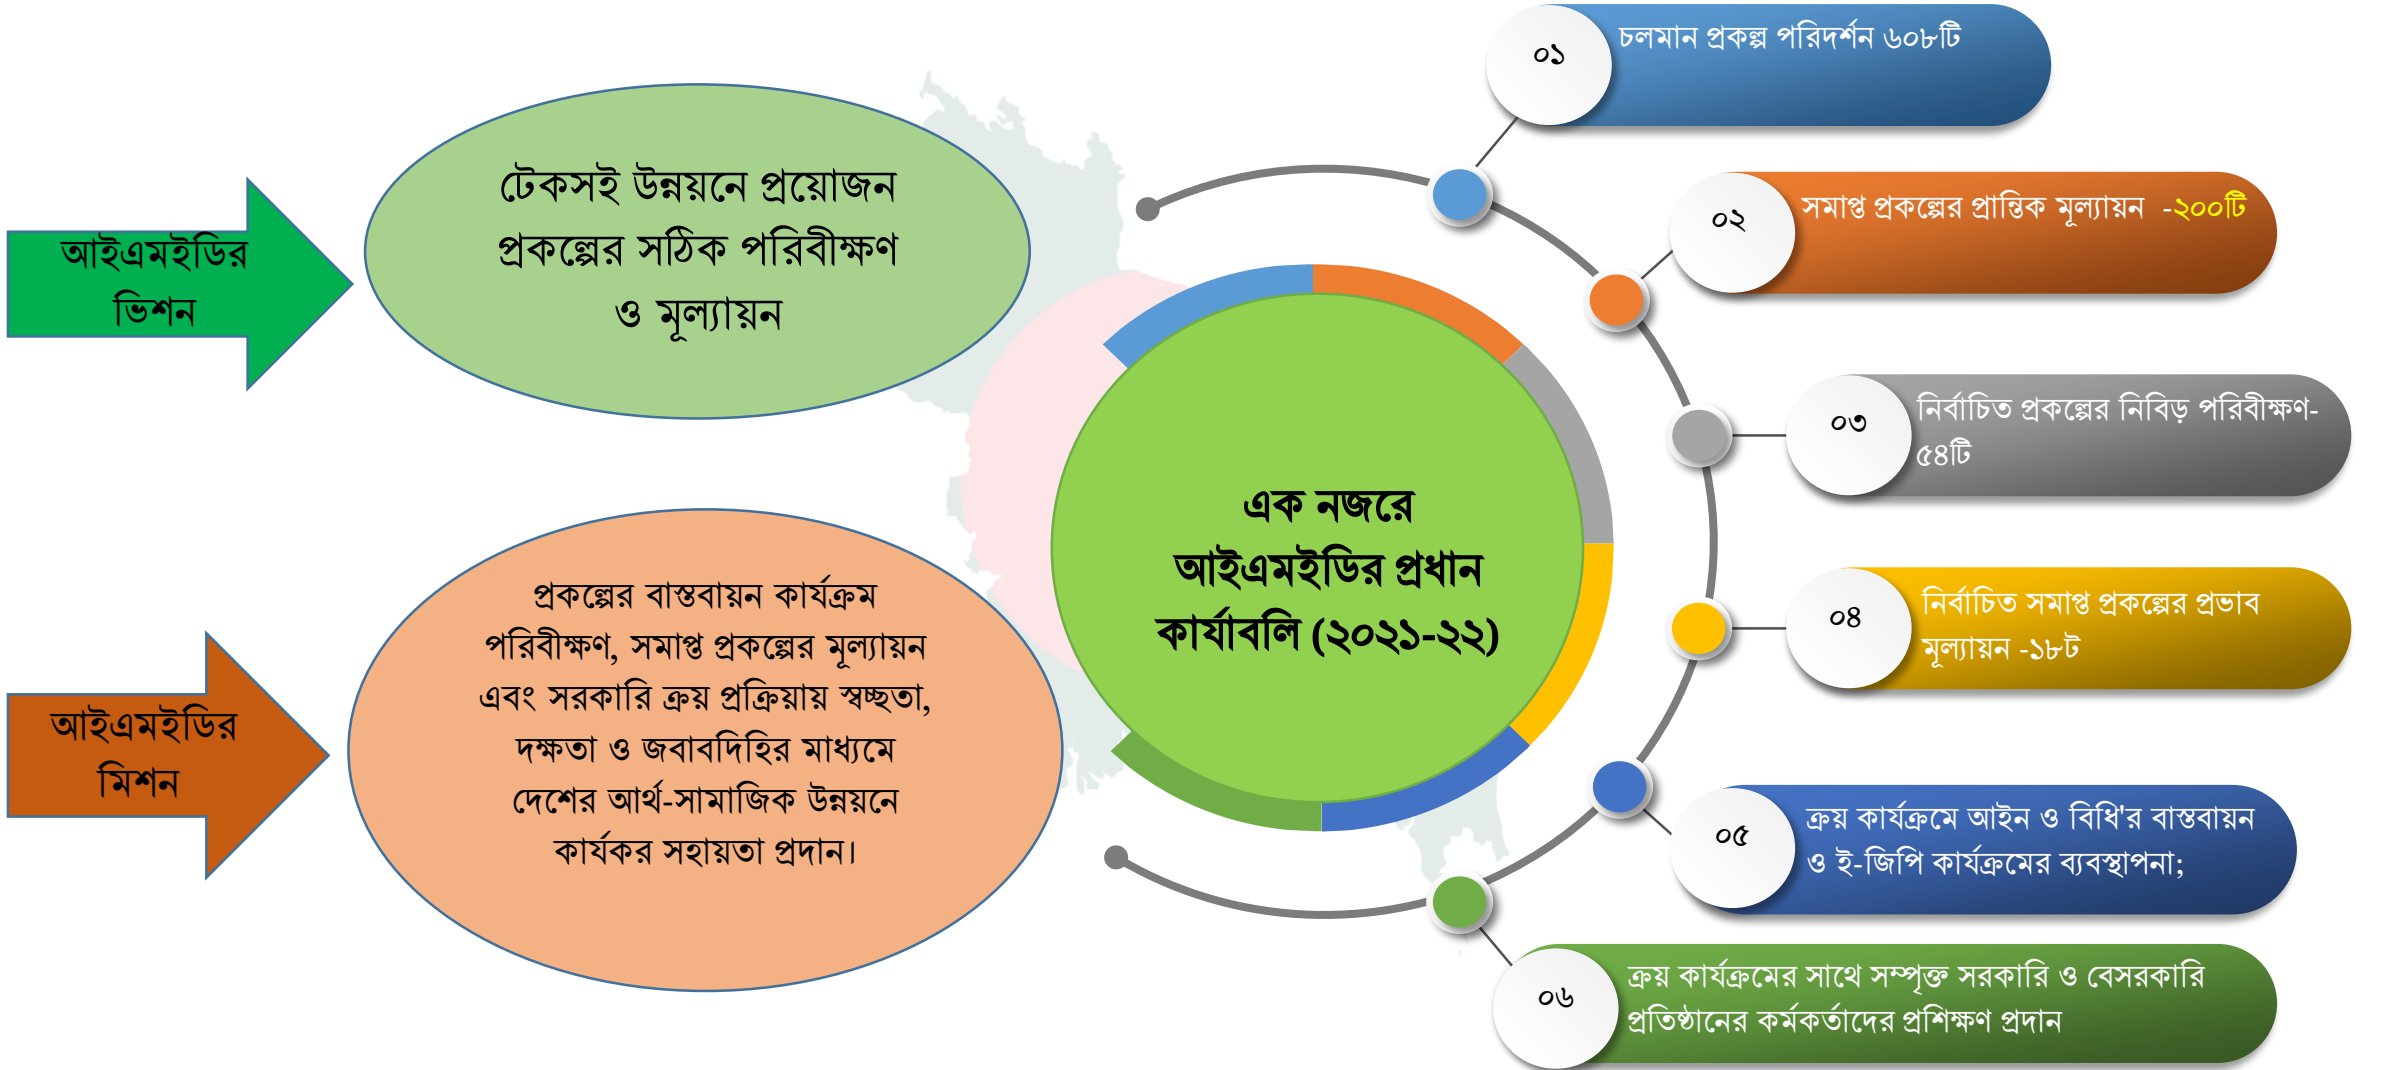 আইএমইডির
ভিশন
টেকসই উন্নয়নে প্রয়োজন
প্রকল্পের সঠিক পরিবীক্ষণ
ও মূল্যায়ন
আইএমইডির
মিশন
প্রকল্পের বাস্তবায়ন কার্যক্রম
পরিবীক্ষণ, সমাপ্ত প্রকল্পের মূল্যায়ন
এবং সরকারি ক্রয় প্রক্রিয়ায় স্বচ্ছতা,
দক্ষতা ও জবাবদিহির মাধ্যমে
দেশের আর্থ-সামাজিক উন্নয়নে
কার্যকর সহায়তা প্রদান।
এক নজরে
আইএমইডির প্রধান
কার্যাবলি (২০২১-২২)
০১
চলমান প্রকল্প পরিদর্শন ৬০৮টি
০২
সমাপ্ত প্রকল্পের প্রান্তিক মূল্যায়ন -২০০টি
০৩
নির্বাচিত প্রকল্পের নিবিড় পরিবীক্ষণ-
৫৪টি
০৪
নির্বাচিত সমাপ্ত প্রকল্পের প্রভাব
মূল্যায়ন -১৮ট
০৫
ক্রয় কার্যক্রমে আইন ও বিধি'র বাস্তবায়ন
ও ই-জিপি কার্যক্রমের ব্যবস্থাপনা;
০৬
ক্রয় কার্যক্রমের সাথে সম্পৃক্ত সরকারি ও বেসরকারি
প্রতিষ্ঠানের কর্মকর্তাদের প্রশিক্ষণ প্রদান